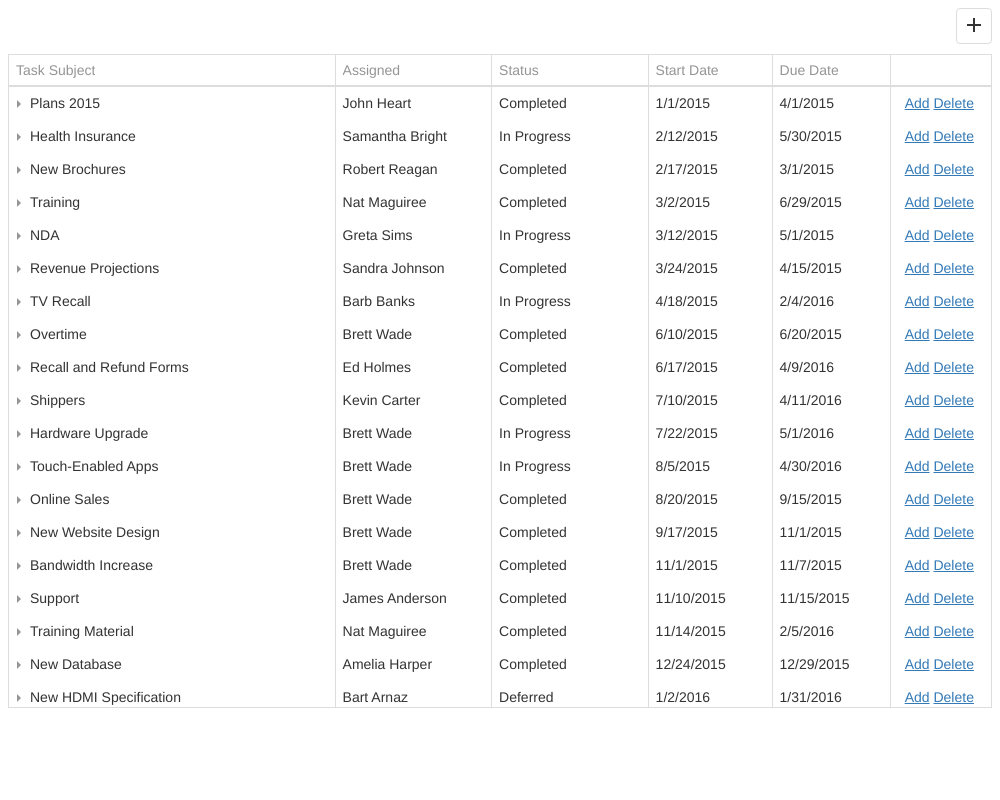 Task Subject Assigned Status Start Date Due Date
Plans 2015 John Heart Completed 1/1/2015 4/1/2015 Add Delete
Health Insurance Samantha Bright In Progress 2/12/2015 5/30/2015 Add Delete
New Brochures Robert Reagan Completed 2/17/2015 3/1/2015 Add Delete
Training Nat Maguiree Completed 3/2/2015 6/29/2015 Add Delete
NDA Greta Sims In Progress 3/12/2015 5/1/2015 Add Delete
Revenue Projections Sandra Johnson Completed 3/24/2015 4/15/2015 Add Delete
TV Recall Barb Banks In Progress 4/18/2015 2/4/2016 Add Delete
Overtime Brett Wade Completed 6/10/2015 6/20/2015 Add Delete
Recall and Refund Forms Ed Holmes Completed 6/17/2015 4/9/2016 Add Delete
Shippers Kevin Carter Completed 7/10/2015 4/11/2016 Add Delete
Hardware Upgrade Brett Wade In Progress 7/22/2015 5/1/2016 Add Delete
Touch-Enabled Apps Brett Wade In Progress 8/5/2015 4/30/2016 Add Delete
Online Sales Brett Wade Completed 8/20/2015 9/15/2015 Add Delete
New Website Design Brett Wade Completed 9/17/2015 11/1/2015 Add Delete
Bandwidth Increase Brett Wade Completed 11/1/2015 11/7/2015 Add Delete
Support James Anderson Completed 11/10/2015 11/15/2015 Add Delete
Training Material Nat Maguiree Completed 11/14/2015 2/5/2016 Add Delete
New Database Amelia Harper Completed 12/24/2015 12/29/2015 Add Delete
New HDMI Specification Bart Arnaz Deferred 1/2/2016 1/31/2016 Add Delete